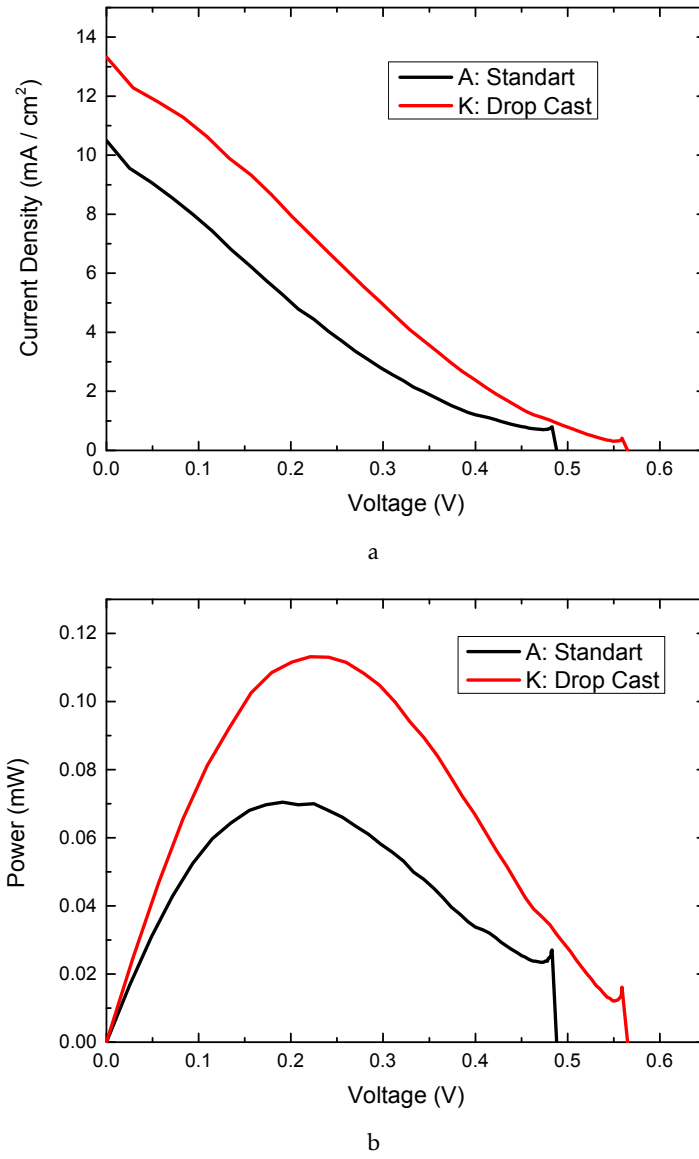 14
12
10
8
6
4
2
0
Current Density (mA / cm²)
A: Standart
K: Drop Cast
0.0 0.1 0.2 0.3 0.4 0.5 0.6
Voltage (V)
a
0.12
0.10
0.08
0.06
0.04
0.02
0.00
Power (mW)
A: Standart
K: Drop Cast
0.0 0.1 0.2 0.3 0.4 0.5 0.6
Voltage (V)
b